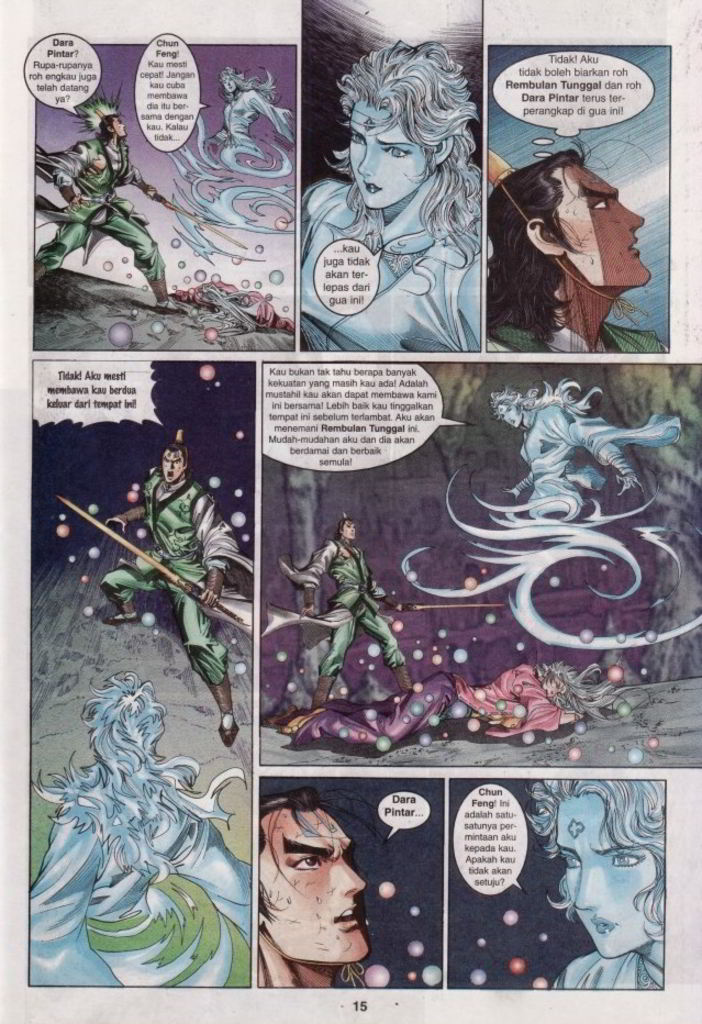 Dara
Pintar?
Rupa-rupanya
roh engkau juga
telah datang
ya?
Chun
Feng!
Kau mesti
cepat! Jangan
kau cuba
membawa
dia itu ber-
sama dengan
kau. Kalau
tidak...
...kau
juga tidak
akan ter-
lepas dari
gua ini!
Tidak! Aku
tidak boleh biarkan roh
Rembulan Tunggal dan roh
Dara Pintar terus ter-
perangkap di gua ini!
Tidak! Aku mesti
membawa kau berdua
keluar dari tempat ini!
Kau bukan tak tahu berapa banyak
kekuatan yang masih kau ada! Adalah
mustahil kau akan dapat membawa kami
ini bersama! Lebih baik kau tinggalkan
tempat ini sebelum terlambat. Aku akan
menemani Rembulan Tunggal ini.
Mudah-mudahan aku dan dia akan
berdamai dan berbaik
semula!
Dara
Pintar...
Chun
Feng! Ini
adalah satu-
satunya per-
mintaan aku
kepada kau.
Apakah kau
tidak akan
setuju?
15